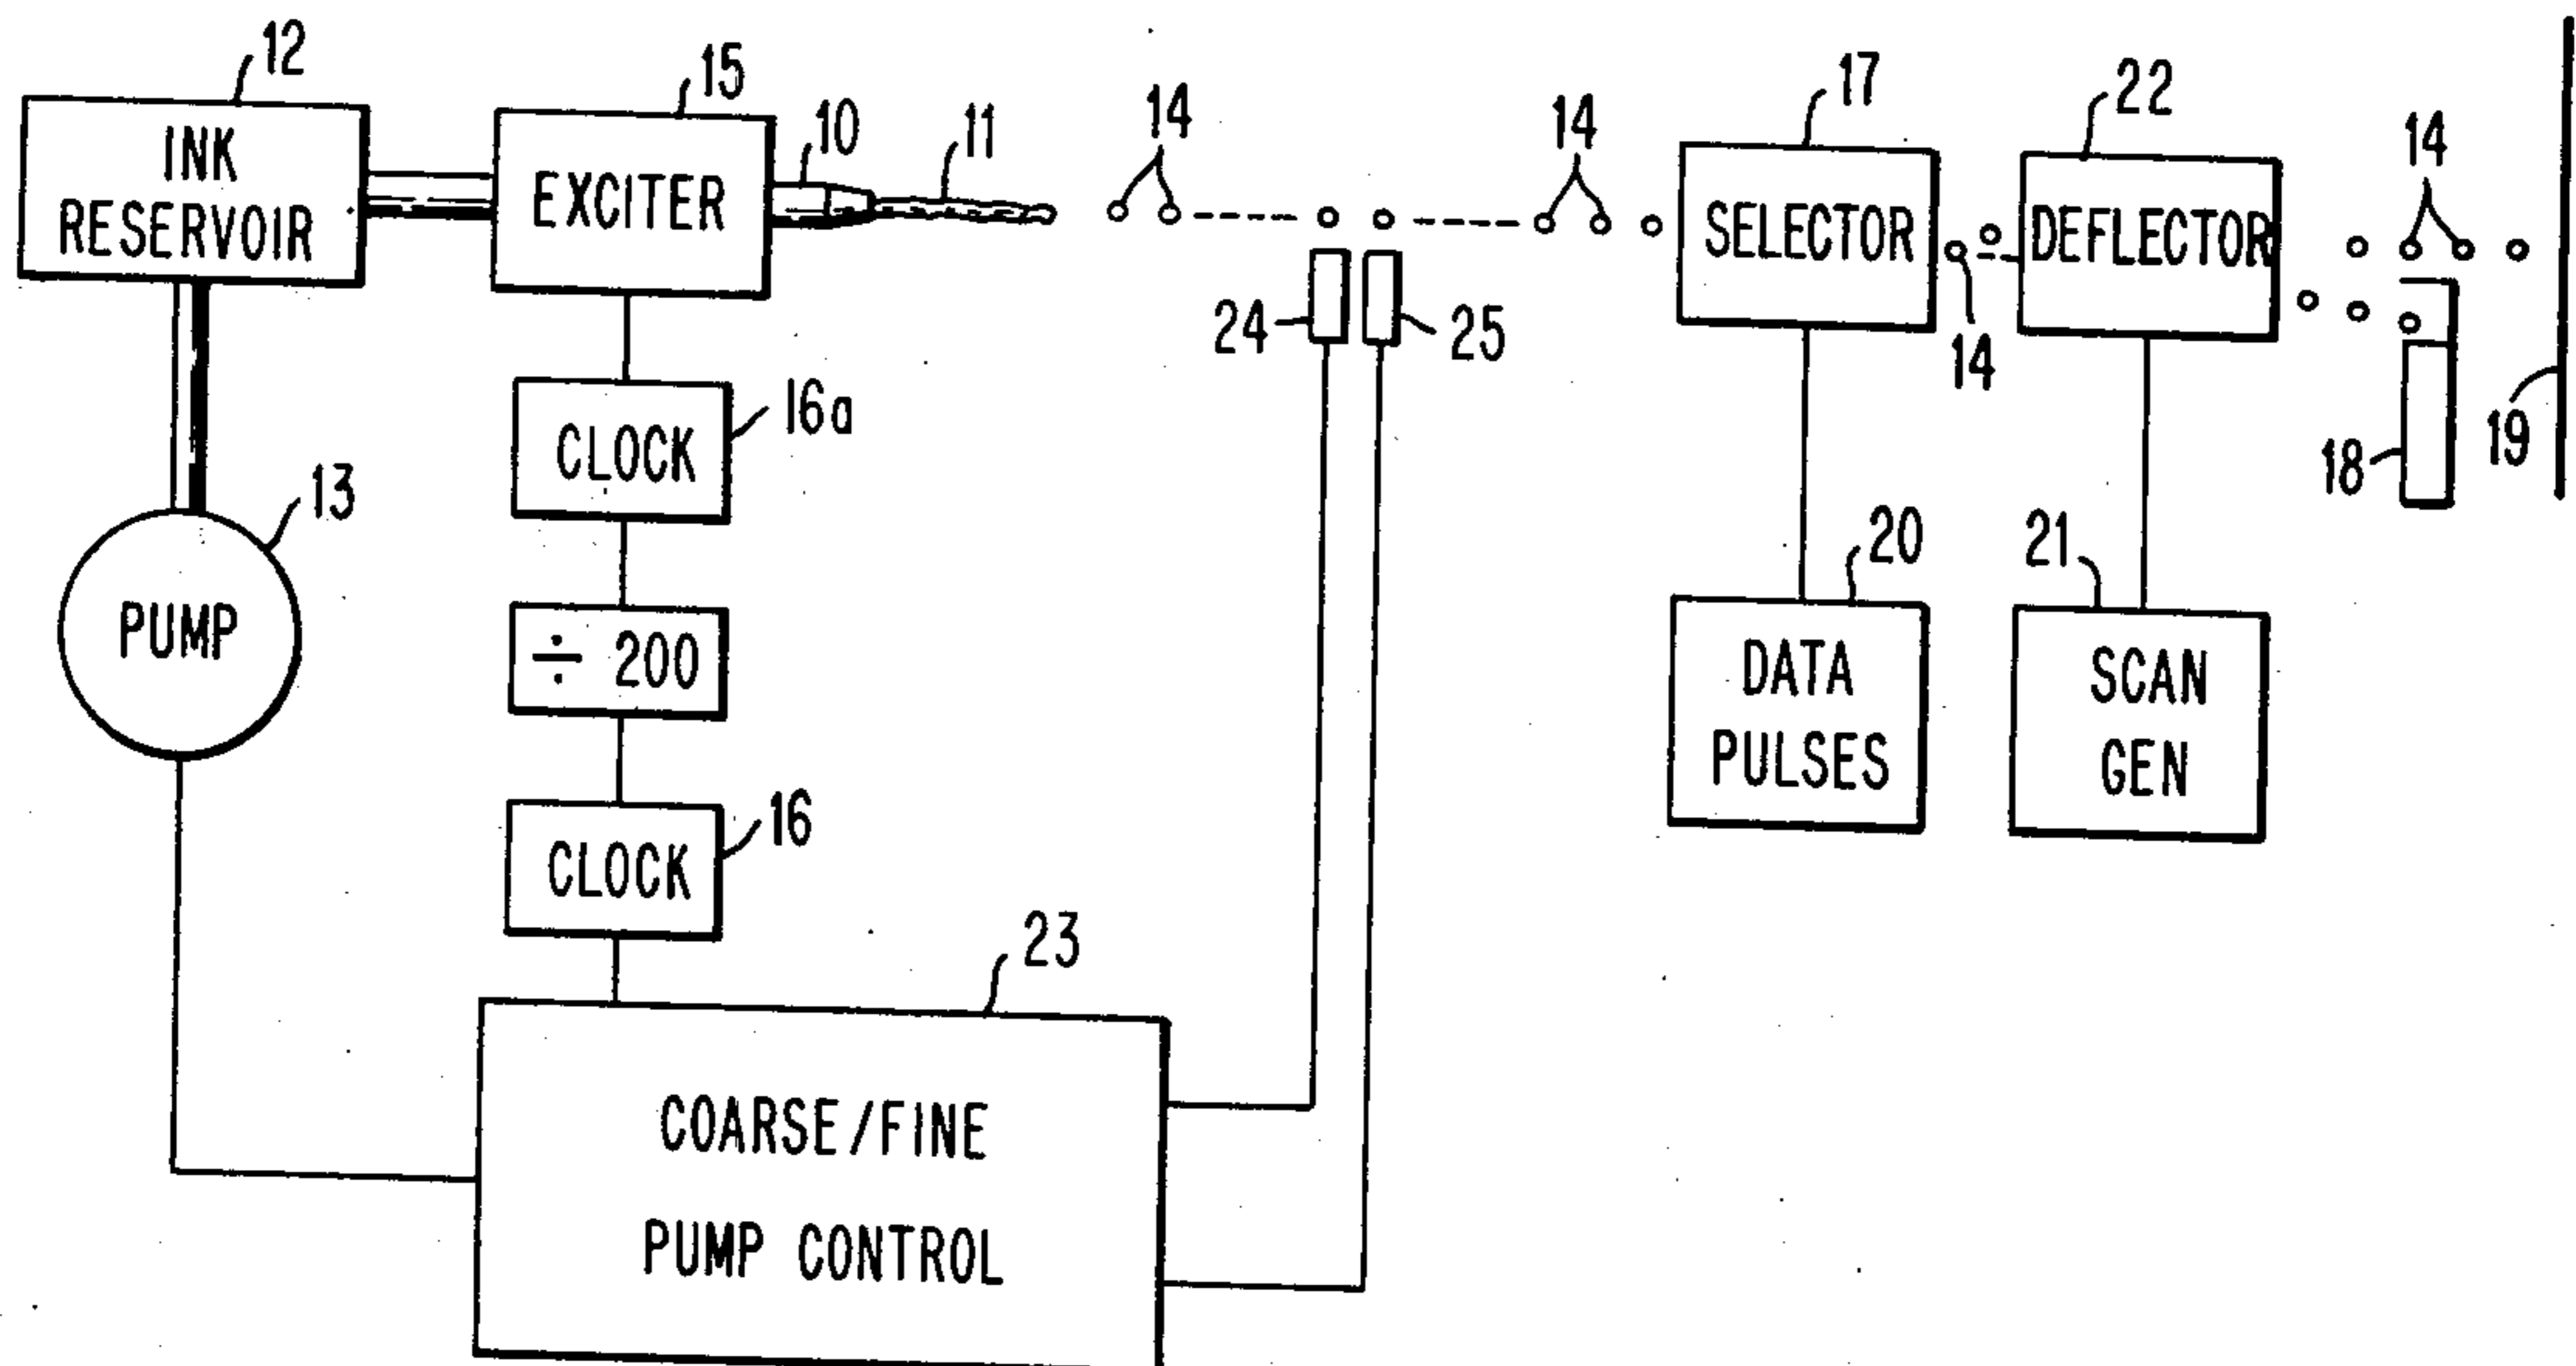 12
15
10
11
14
14
17
22
14
INK
RESERVOIR
EXCITER
SELECTOR
DEFLECTOR
24
25
14
CLOCK
16a
18
19
13
PUMP
20
21
÷ 200
DATA
PULSES
SCAN
GEN
CLOCK
16
23
COARSE/FINE
PUMP CONTROL